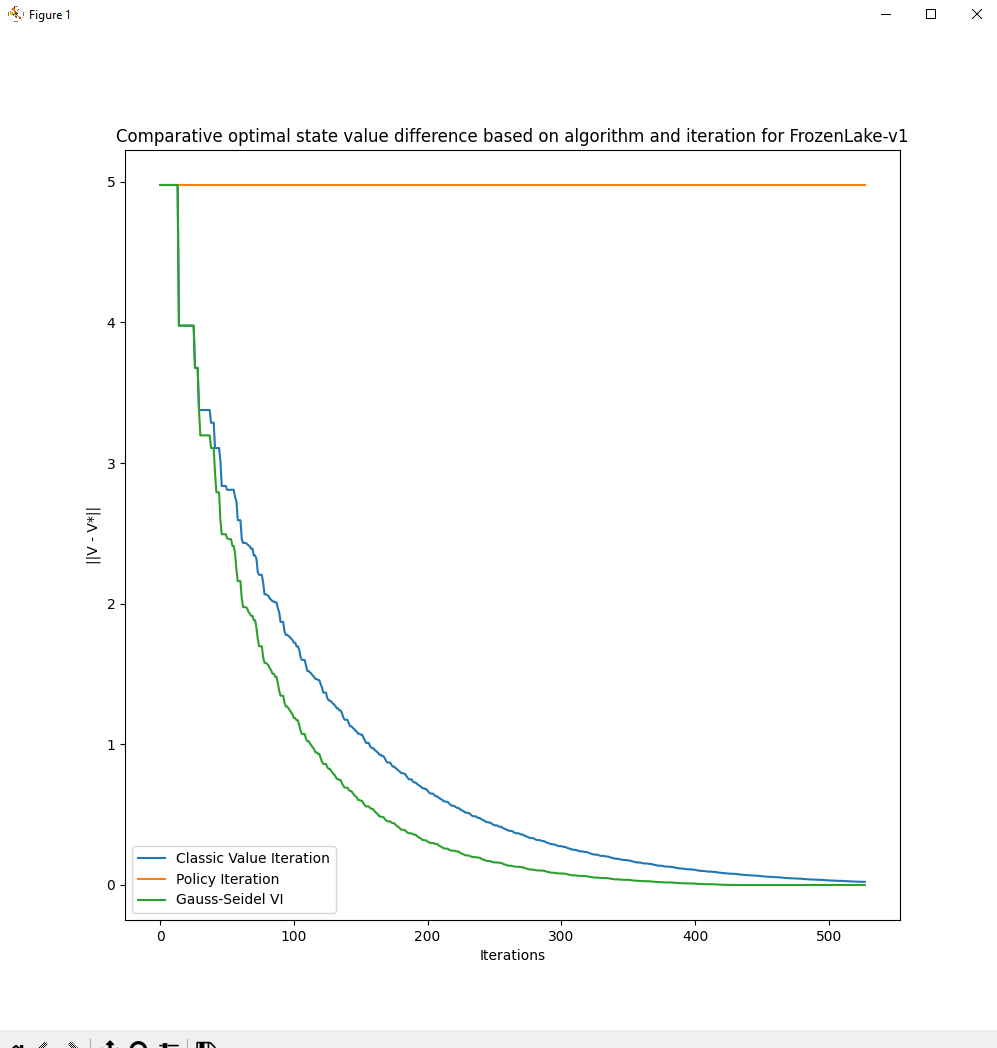 Figure 1
Comparative optimal state value difference based on algorithm and iteration for FrozenLake-v1
5
4
3
2
1
0
||V - V*||
Classic Value Iteration
Policy Iteration
Gauss-Seidel VI
0 100 200 300 400 500
Iterations